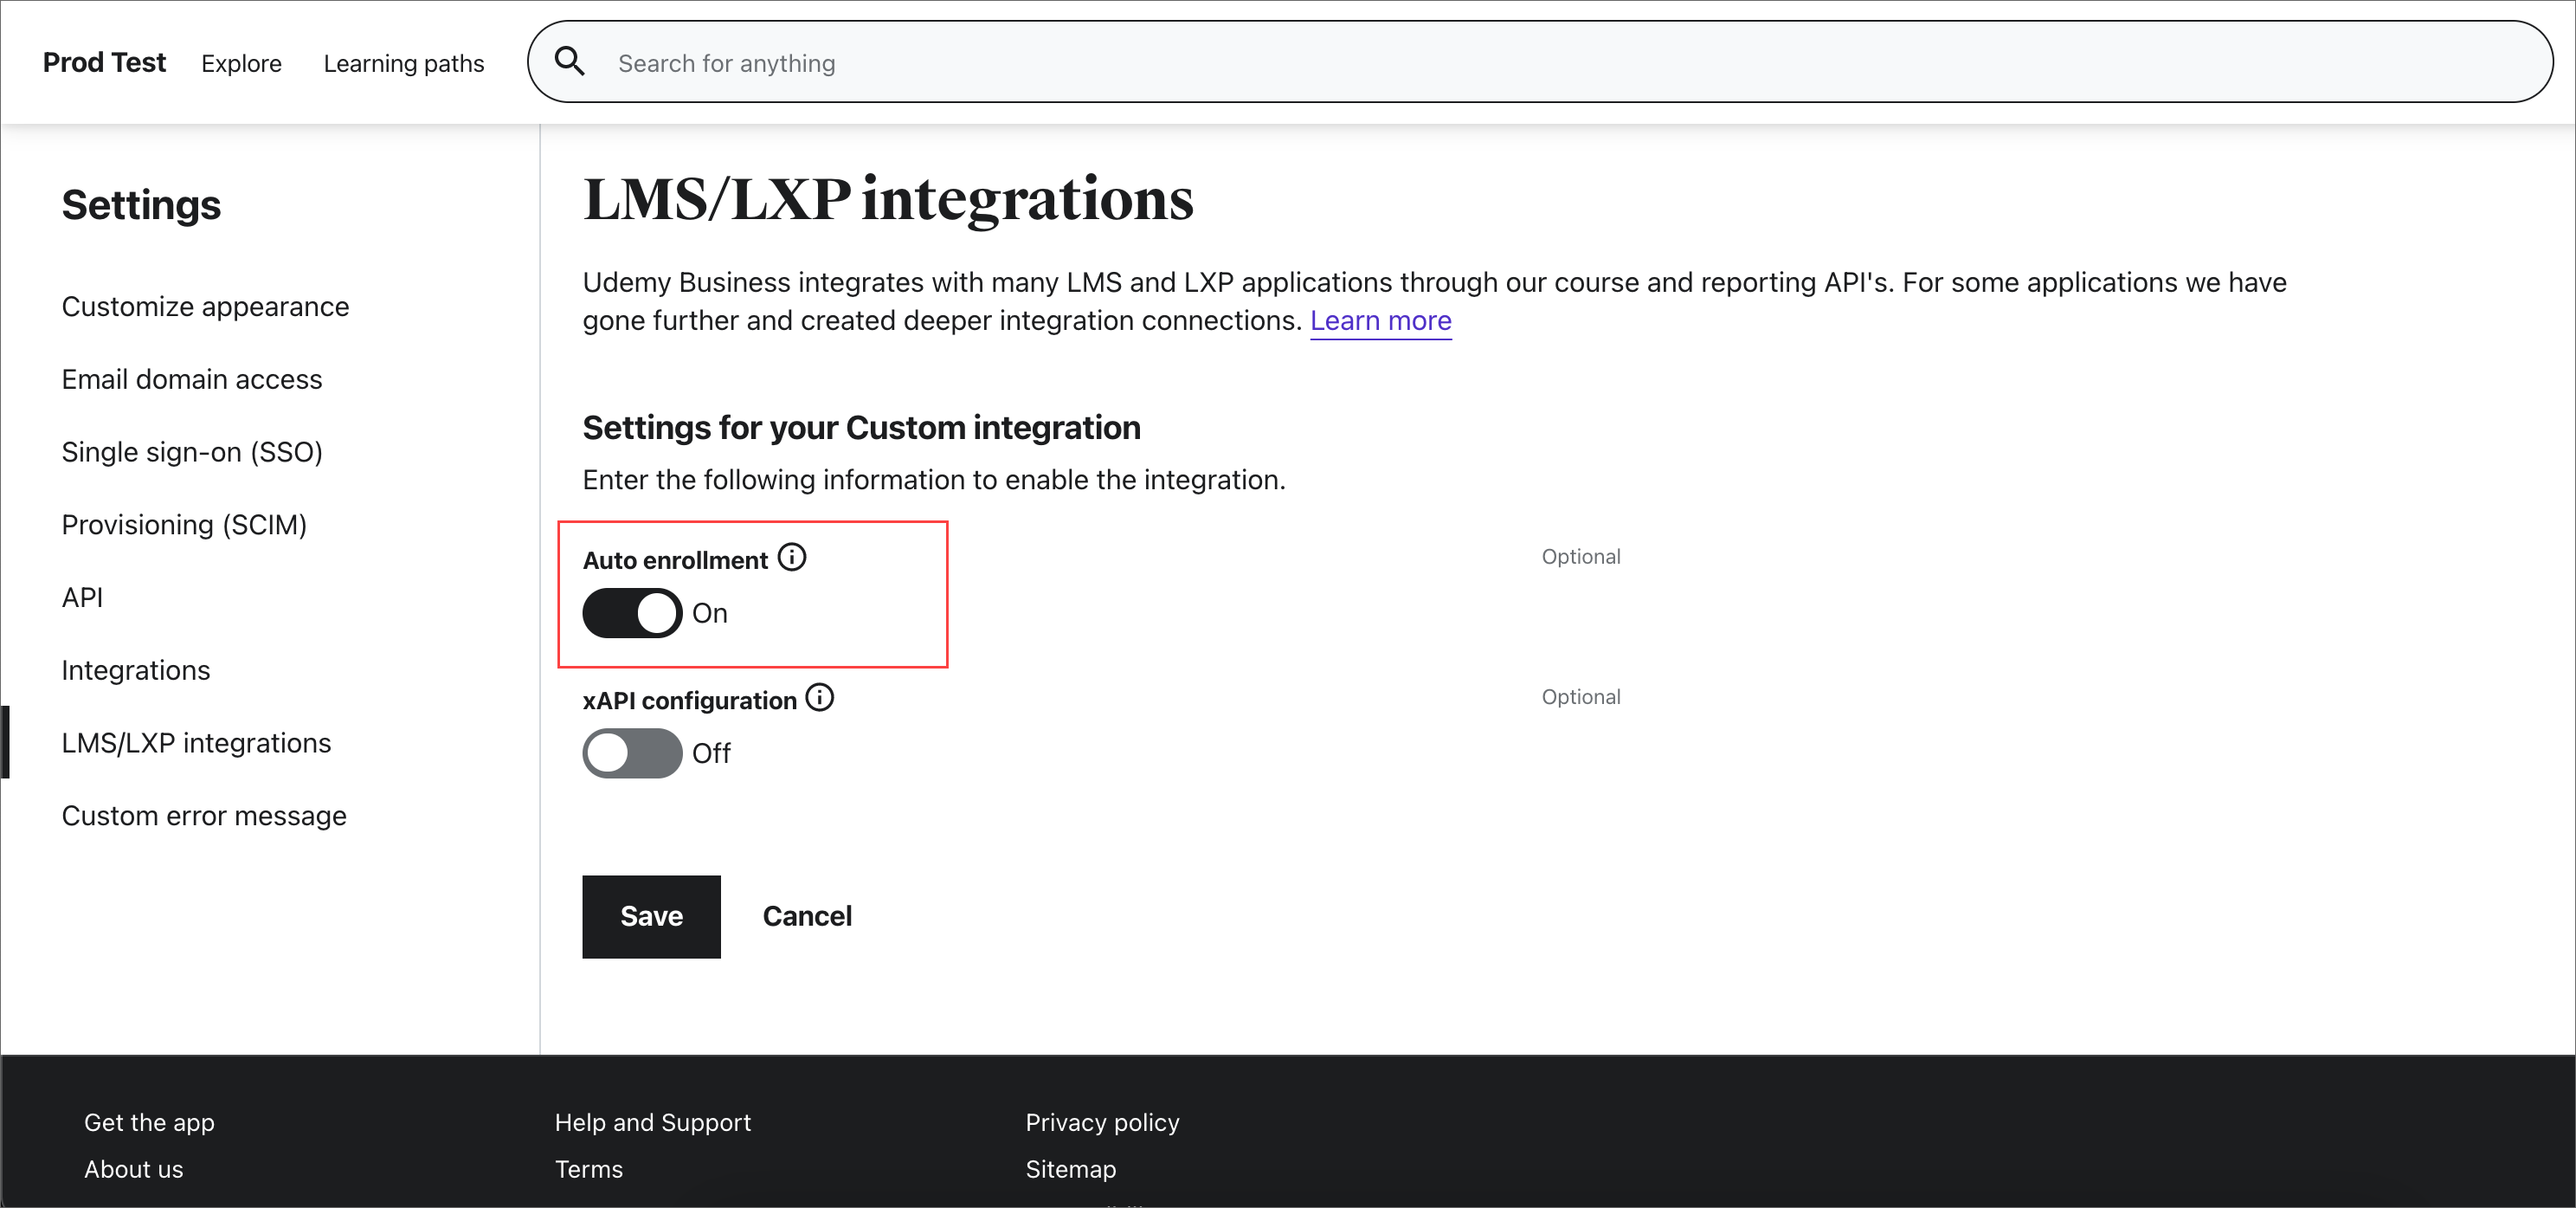 Prod Test
Explore
Learning paths
Search for anything
Settings
Customize appearance
Email domain access
Single sign-on (SSO)
Provisioning (SCIM)
API
Integrations
LMS/LXP integrations
Custom error message
LMS/LXP integrations
Udemy Business integrates with many LMS and LXP applications through our course and reporting API's. For some applications we have
gone further and created deeper integration connections. Learn more
Settings for your Custom integration
Enter the following information to enable the integration.
Auto enrollment
Optional
On
xAPI configuration
Optional
Off
Save
Cancel
Get the app
Help and Support
Privacy policy
About us
Terms
Sitemap